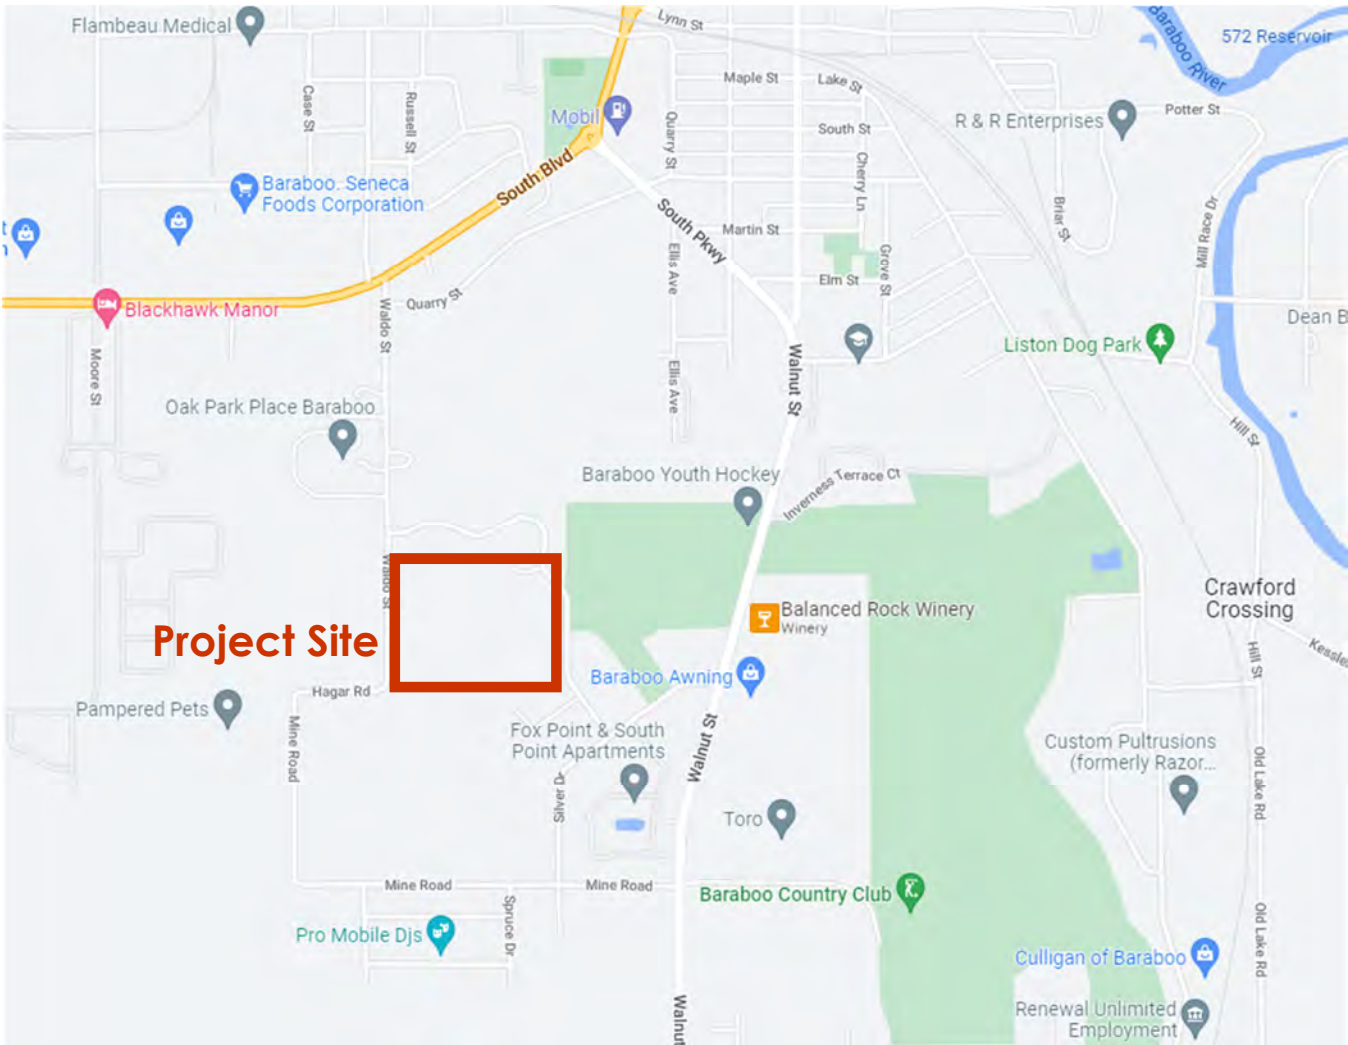 Flambeau Medical
Lynn St
Baraboo River
572 Reservoir
Case St
Russell St
Mobil
Maple St
Lake St
Quarry St
South St
R & R Enterprises
Potter St
South Blvd
Cherry Ln
Baraboo. Seneca
Foods Corporation
South Pkwy
Martin St
Briar St
Mill Race Dr
Ellis Ave
Grove St
Elm St
Blackhawk Manor
Quarry St
Waldo St
Dean B
Liston Dog Park
Moore St
Ellis Ave
Walnut St
Oak Park Place Baraboo
Hill St
Baraboo Youth Hockey
Inverness Terrace Ct
Waldo St
Crawford
Crossing
Balanced Rock Winery
Winery
Project Site
Kessle
Hill St
Baraboo Awning
Hagar Rd
Pampered Pets
Mine Road
Fox Point & South
Point Apartments
Walnut St
Custom Pultrusions
(formerly Razor...
Old Lake Rd
Silver D
Toro
Mine Road
Mine Road
Baraboo Country Club
Spruce Dr
Pro Mobile Djs
Old Lake Rd
Culligan of Baraboo
Walnut
Renewal Unlimited
Employment